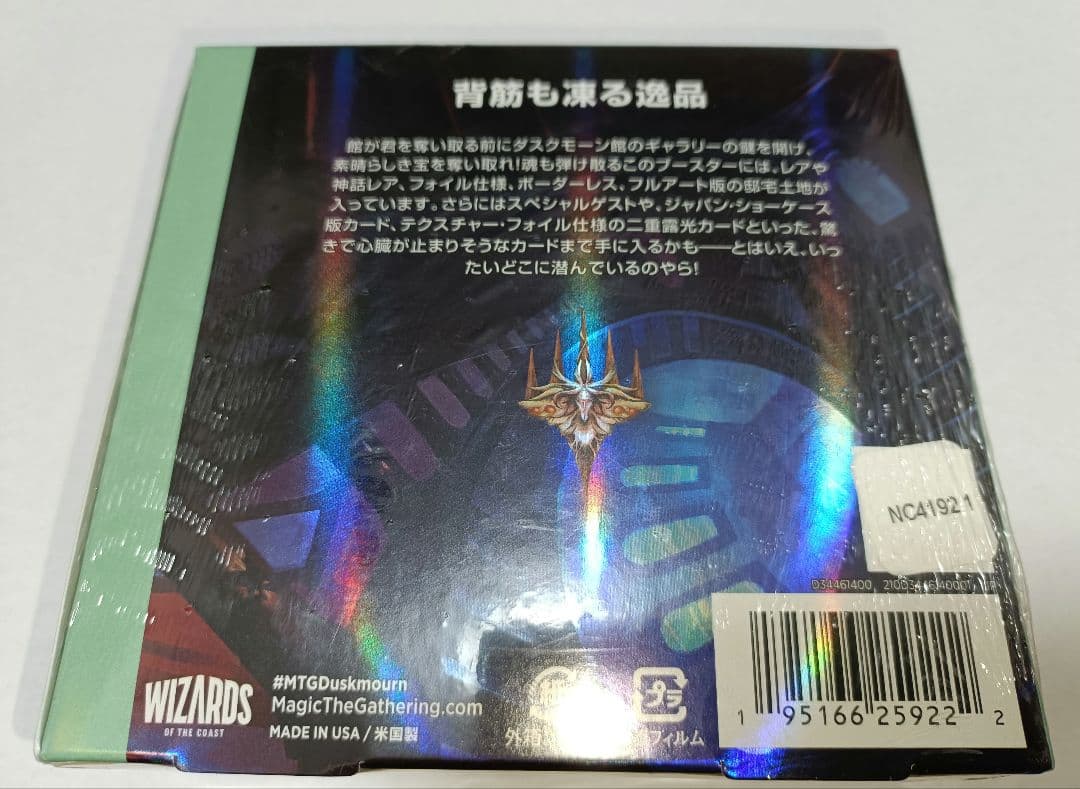 背筋も凍る逸品
館が君を奪い取る前にダスクモーン館のギャラリーの鍵を開け、
素晴らしき宝を奪い取れ！魂も弾け散るこのブースターには、レアや
神話レア、フォイル仕様、ボーダーレス、フルアート版の邸宅土地が
入っています。さらにはスペシャルゲストや、ジャパン・ショーケース
版カード、テクスチャー・フォイル仕様の二重露光カードといった、驚
きで心臓が止まりそうなカードまで手に入るかも――とはいえ、いっ
たいどこに潜んでいるのやら！
NC4192 1
D34461400
WIZARDS
OF THE COAST
#MTGDuskmourn
MagicTheGathering.com
MADE IN USA / 米国製
紙
外箱
プラ
フィルム
1 95166 25922 2